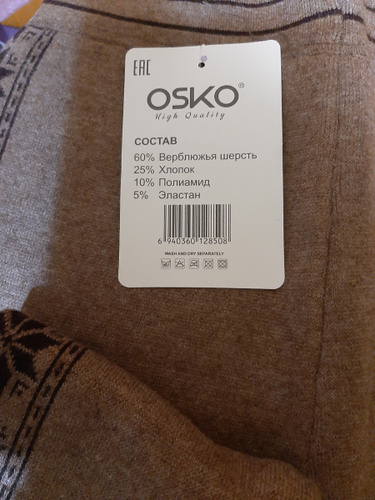 EAC
OSKO®
High Quality
СОСТАВ
60% Верблюжья шерсть
25% Хлопок
10% Полиамид
5% Эластан
6 940360 128508
WASH AND DRY SEPARATELY